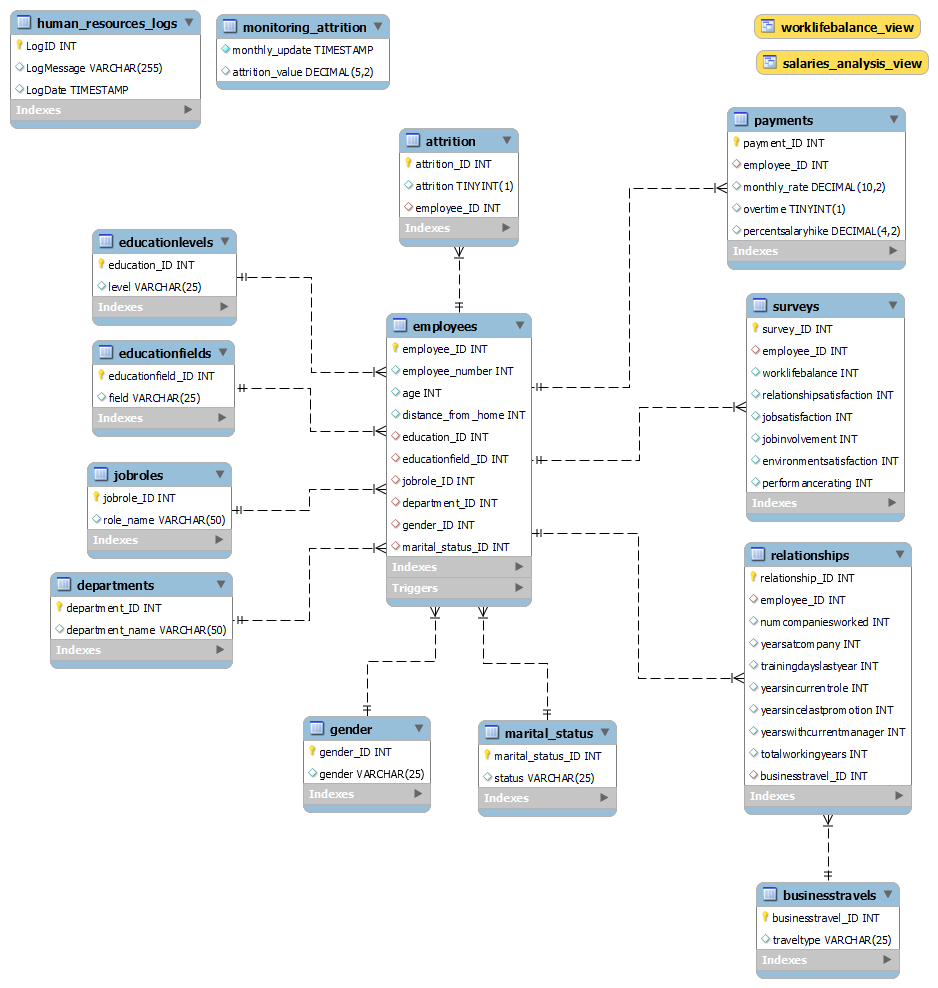 human_resources_logs
LogID INT
LogMessage VARCHAR(255)
LogDate TIMESTAMP
Indexes
monitoring_attrition
monthly_update TIMESTAMP
attrition_value DECIMAL(5,2)
worklifebalance_view
salaries_analysis_view
attrition
attrition_ID INT
attrition TINYINT(1)
employee_ID INT
Indexes
payments
payment_ID INT
employee_ID INT
monthly_rate DECIMAL(10,2)
overtime TINYINT(1)
percentsalaryhike DECIMAL(4,2)
Indexes
educationlevels
education_ID INT
level VARCHAR(25)
Indexes
educationfields
educationfield_ID INT
field VARCHAR(25)
Indexes
jobroles
jobrole_ID INT
role_name VARCHAR(50)
Indexes
departments
department_ID INT
department_name VARCHAR(50)
Indexes
employees
employee_ID INT
employee_number INT
age INT
distance_from_home INT
education_ID INT
educationfield_ID INT
jobrole_ID INT
department_ID INT
gender_ID INT
marital_status_ID INT
Indexes
Triggers
surveys
survey_ID INT
employee_ID INT
worklifebalance INT
relationshipsatisfaction INT
jobsatisfaction INT
jobinvolvement INT
environmentsatisfaction INT
performancerating INT
Indexes
relationships
relationship_ID INT
employee_ID INT
numcompaniesworked INT
yearsatcompany INT
trainingdayslastyear INT
yearsincurrentrole INT
yearsincelastpromotion INT
yearswithcurrentmanager INT
totalworkingyears INT
businesstravel_ID INT
Indexes
gender
gender_ID INT
gender VARCHAR(25)
Indexes
marital_status
marital_status_ID INT
status VARCHAR(25)
Indexes
businesstravels
businesstravel_ID INT
traveltype VARCHAR(25)
Indexes